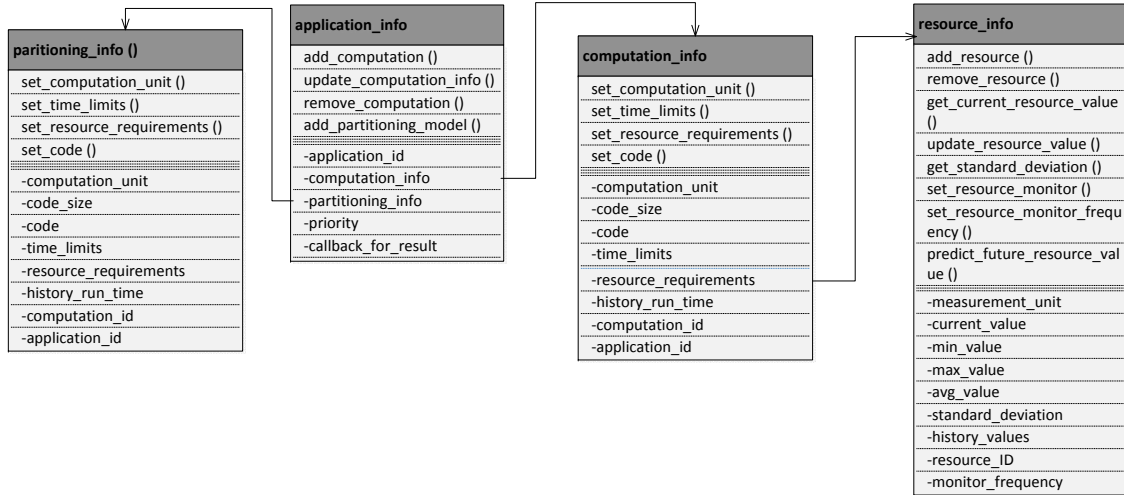 paritioning_info ()
set_computation_unit ()
set_time_limits ()
set_resource_requirements ()
set_code ()
-computation_unit
-code_size
-code
-time_limits
-resource_requirements
-history_run_time
-computation_id
-application_id
application_info
add_computation ()
update_computation_info ()
remove_computation ()
add_partitioning_model ()
-application_id
-computation_info
-partitioning_info
-priority
-callback_for_result
computation_info
set_computation_unit ()
set_time_limits ()
set_resource_requirements ()
set_code ()
-computation_unit
-code_size
-code
-time_limits
-resource_requirements
-history_run_time
-computation_id
-application_id
resource_info
add_resource ()
remove_resource ()
get_current_resource_value
()
update_resource_value ()
get_standard_deviation ()
set_resource_monitor ()
set_resource_monitor_frequ
ency ()
predict_future_resource_val
ue ()
-measurement_unit
-current_value
-min_value
-max_value
-avg_value
-standard_deviation
-history_values
-resource_ID
-monitor_frequency